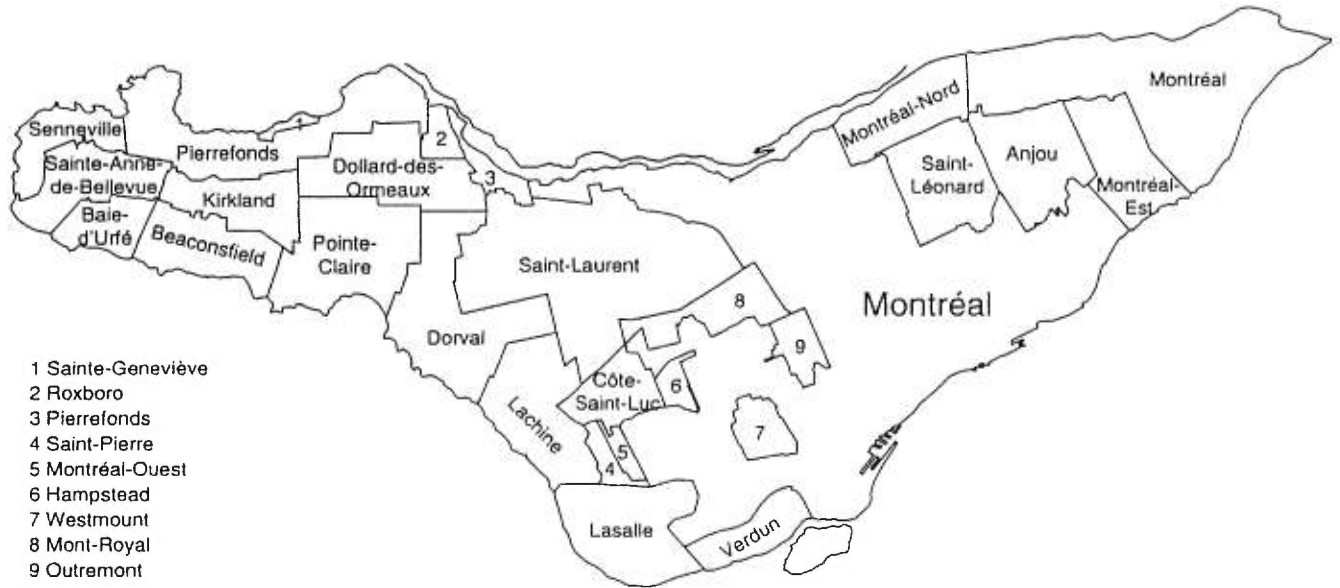 Montréal
Montréal-Nord
Senneville
1
2
Pierrefonds
Sainte-Anne-
de-Bellevue
Dollard-des-
Ormeaux
3
Saint-
Léonard
Anjou
Kirkland
Montréal-
Est
Baie-
d'Urfé
Beaconsfield
Pointe-
Claire
Saint-Laurent
8
Montréal
Dorval
9
Côte-
Saint-Luc
6
Lachine
7
5
4
Lasalle
Verdun
1 Sainte-Geneviève
2 Roxboro
3 Pierrefonds
4 Saint-Pierre
5 Montréal-Ouest
6 Hampstead
7 Westmount
8 Mont-Royal
9 Outremont